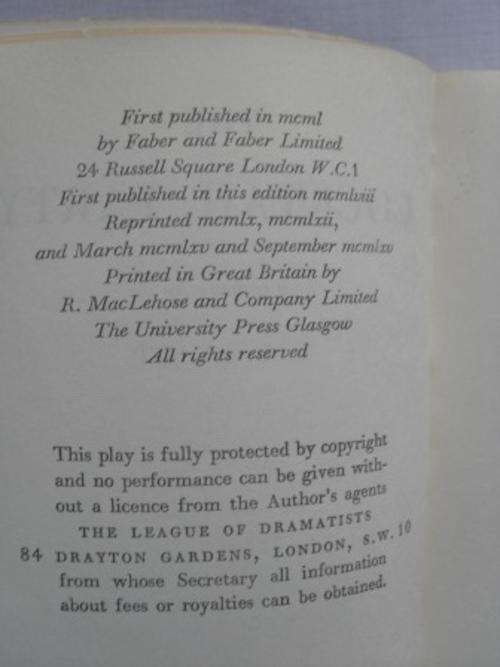 First published in mcml
by Faber and Faber Limited
24 Russell Square London W.C.1
First published in this edition mcmlviii
Reprinted mcmlx, mcmlxii,
and March mcmlxv and September mcmlxv
Printed in Great Britain by
R. MacLehose and Company Limited
The University Press Glasgow
All rights reserved
This play is fully protected by copyright
and no performance can be given with-
out a licence from the Author's agents
THE LEAGUE OF DRAMATISTS
84 DRAYTON GARDENS, LONDON, S.W. 10
from whose Secretary all information
about fees or royalties can be obtained.